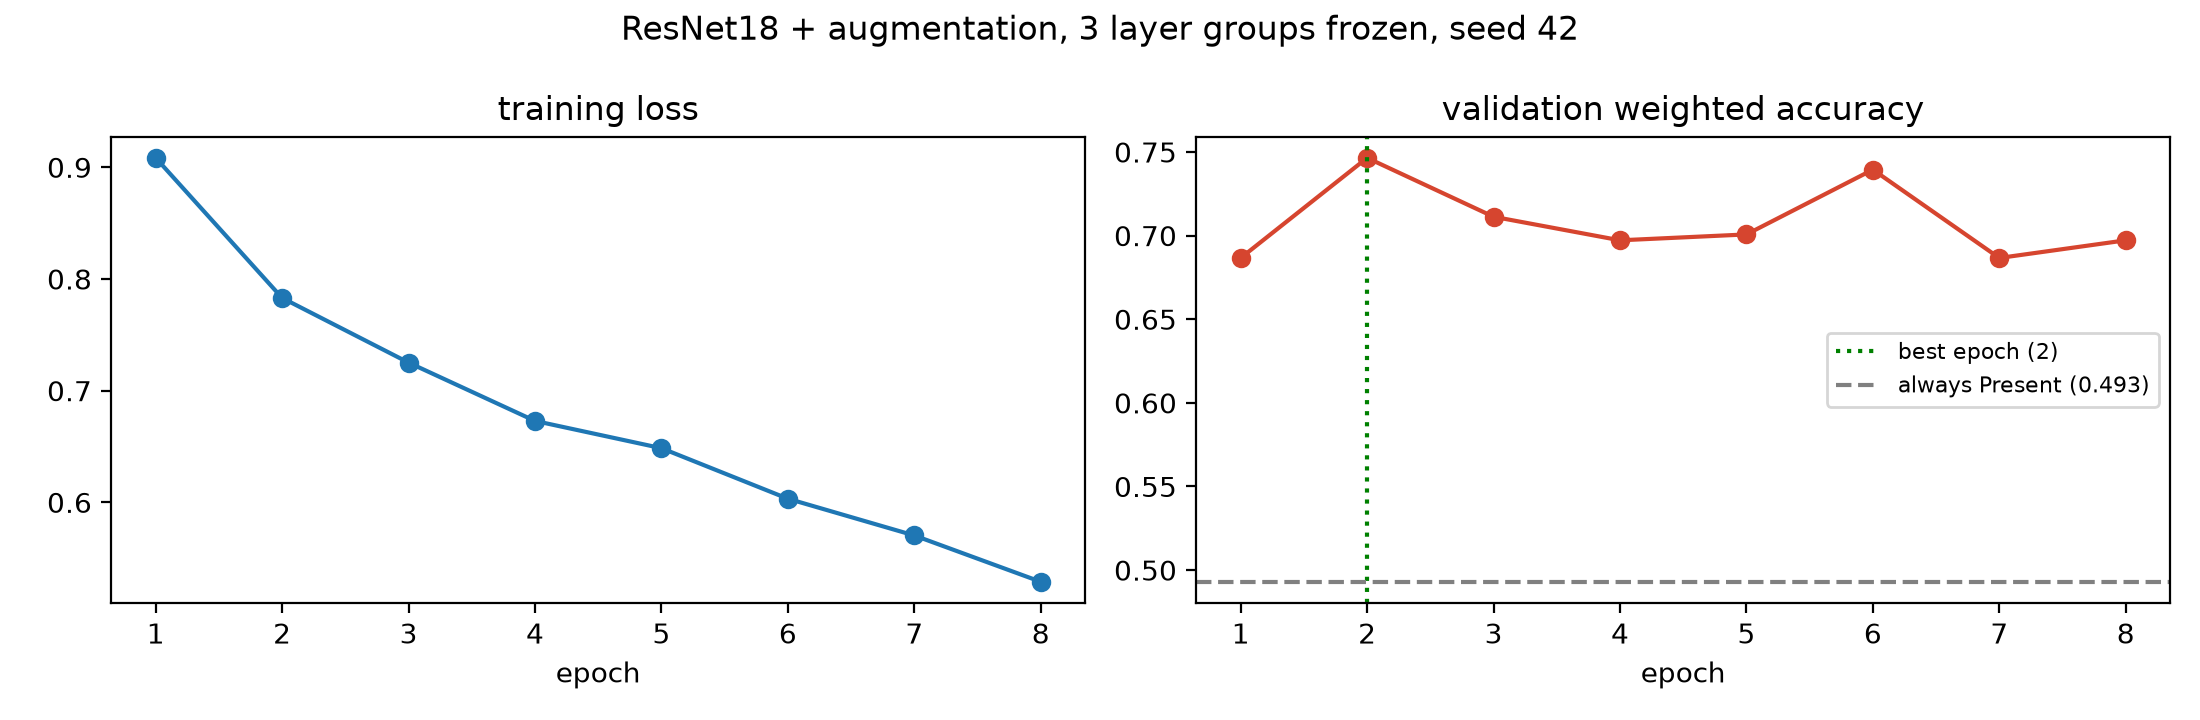 ResNet18 + augmentation, 3 layer groups frozen, seed 42
training loss
0.9
0.8
0.7
0.6
1 2 3 4 5 6 7 8
epoch
validation weighted accuracy
0.75
0.70
0.65
0.60
0.55
0.50
best epoch (2)
always Present (0.493)
1 2 3 4 5 6 7 8
epoch